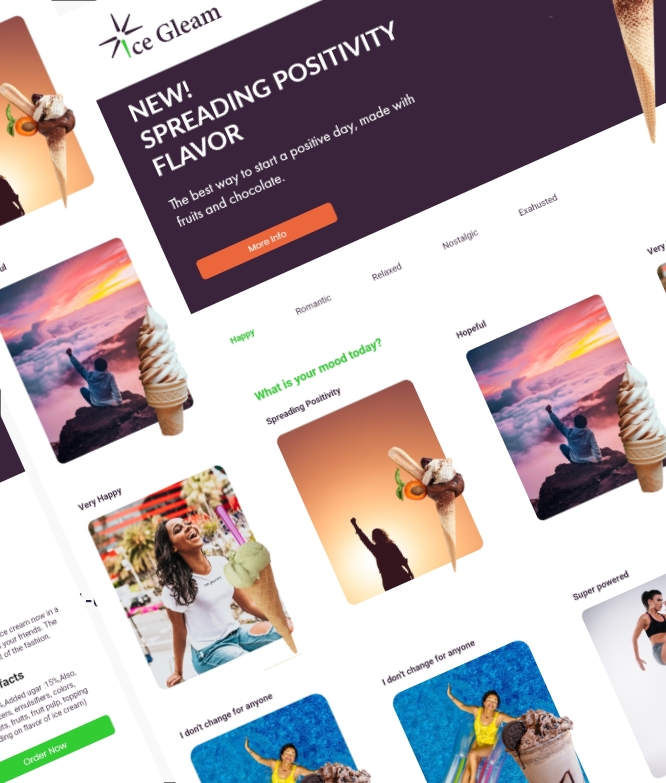 ice Gleam
NEW!
SPREADING POSITIVITY
FLAVOR
The best way to start a positive day, made with
fruits and chocolate.
More Info
Happy
Romantic
Relaxed
Nostalgic
Exahusted
What is your mood today?
Spreading Positivity
Hopeful
Very
Very Happy
Super powered
I don't change for anyone
I don't change for anyone
ul
ce cream now in a
your friends. The
t of the fashion.
facts
Added ugar :15%,Also,
ers, emulsifiers, colors,
ts, fruits, fruit pulp, topping
ding on flavor of ice cream)
Order Now